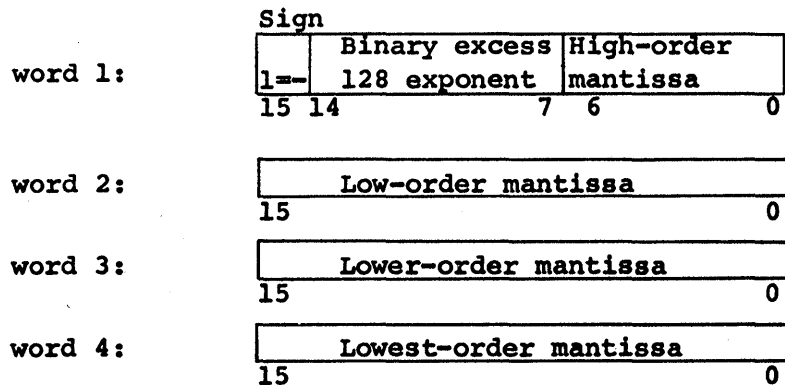 Sign
Binary excess High-order
word 1: 1=- 128 exponent mantissa
15 14 7 6 0
word 2: Low-order mantissa
15 0
word 3: Lower-order mantissa
15 0
word 4: Lowest-order mantissa
15 0